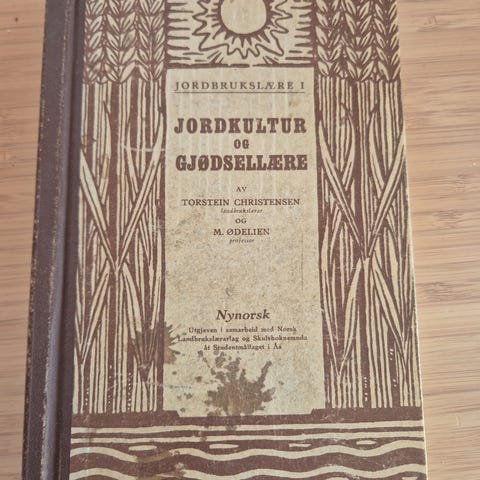 JORDBRUKSLÆRE I
JORDKULTUR
OG
GJØDSELLÆRE
AV
TORSTEIN CHRISTENSEN
landbrukslærar
OG
M. ØDELIEN
professor
Nynorsk
Utgjeven i samarbeid med Norsk
Landbrukslærarlag og Skulboknemnda
åt Studentmållaget i Ås